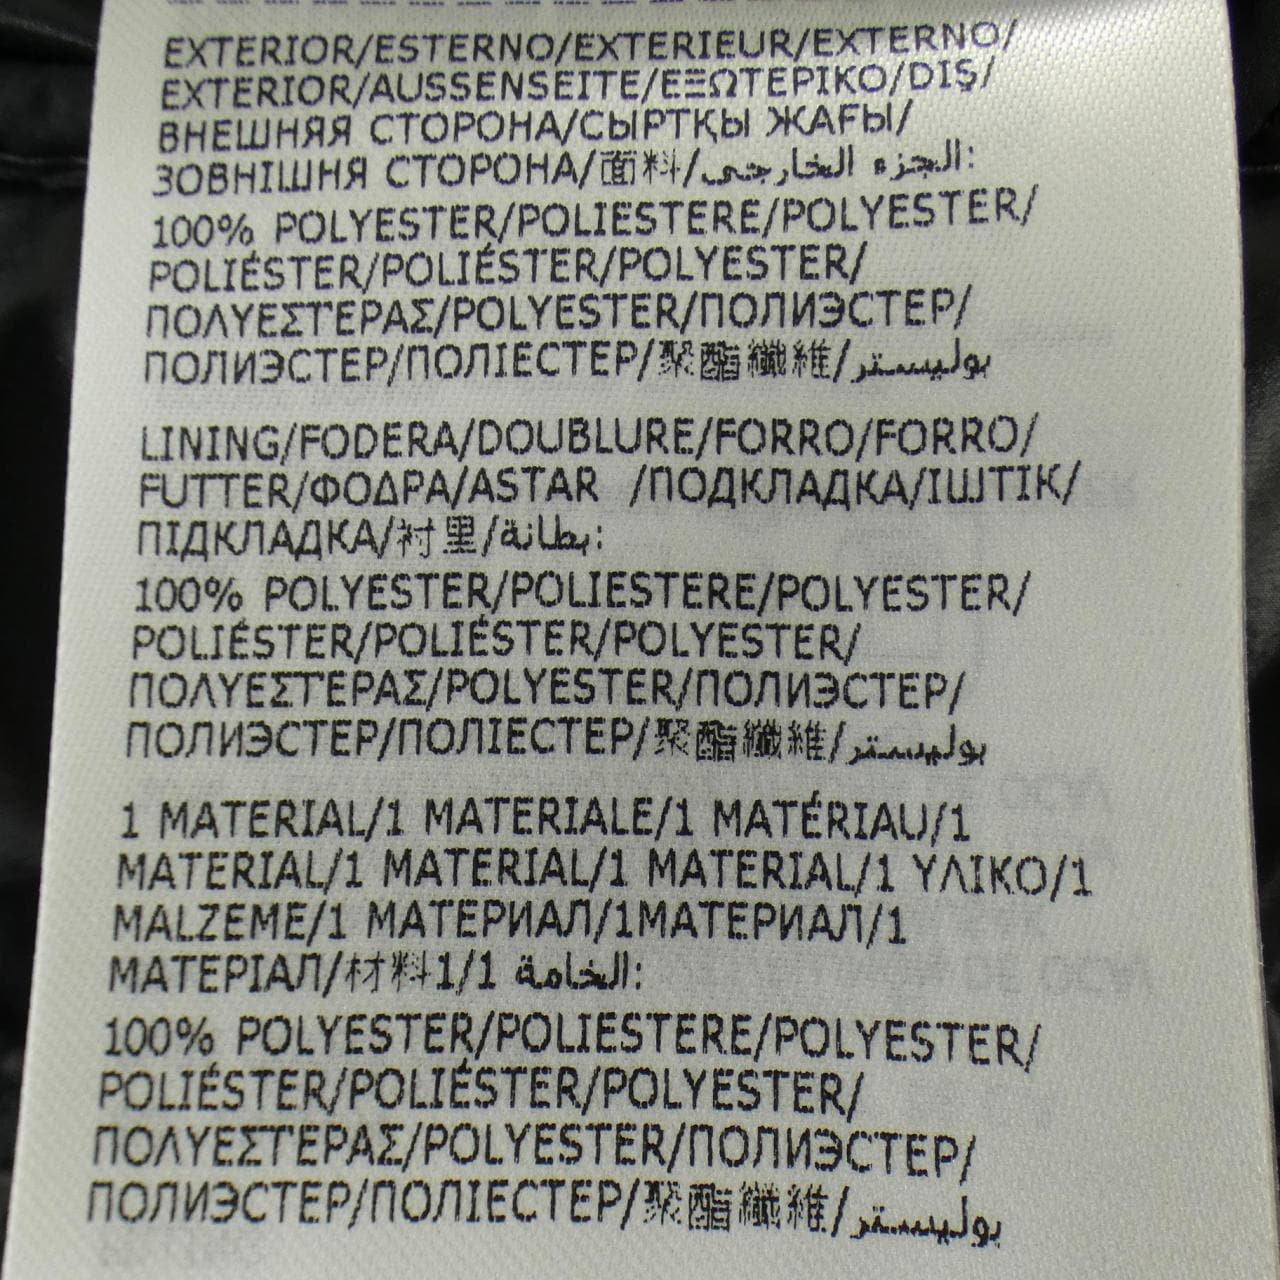 EXTERIOR/ESTERNO/EXTERIEUR/EXTERNO/
EXTERIOR/AUSSENSEITE/ΕΞΩΤΕΡΙΚΟ/DIŞ/
ВНЕШНЯЯ СТОРОНА/СЫРТҚЫ ЖАҒЫ/
ЗОВНІШНЯ СТОРОНА/面料/الجزء الخارجي:
100% POLYESTER/POLIESTERE/POLYESTER/
POLIÉSTER/POLIÉSTER/POLYESTER/
ΠΟΛΥΕΣΤΕΡΑΣ/POLYESTER/ПОЛИЭСТЕР/
ПОЛИЭСТЕР/ПОЛІЕСТЕР/聚酯纖維/بوليستر
LINING/FODERA/DOUBLURE/FORRO/FORRO/
FUTTER/ΦΟΔΡΑ/ASTAR /ПОДКЛАДКА/ІШТІК/
ПІДКЛАДКА/衬里/بطانة:
100% POLYESTER/POLIESTERE/POLYESTER/
POLIÉSTER/POLIÉSTER/POLYESTER/
ΠΟΛΥΕΣΤΕΡΑΣ/POLYESTER/ПОЛИЭСТЕР/
ПОЛИЭСТЕР/ПОЛІЕСТЕР/聚酯纖維/بوليستر
1 MATERIAL/1 MATERIALE/1 MATÉRIAU/1
MATERIAL/1 MATERIAL/1 MATERIAL/1 ΥΛΙΚΟ/1
MALZEME/1 МАТЕРИАЛ/1МАТЕРИАЛ/1
МАТЕРІАЛ/材料1/1 الخامة:
100% POLYESTER/POLIESTERE/POLYESTER/
POLIÉSTER/POLIÉSTER/POLYESTER/
ΠΟΛΥΕΣΤΕΡΑΣ/POLYESTER/ПОЛИЭСТЕР/
ПОЛИЭСТЕР/ПОЛІЕСТЕР/聚酯纖維/بوليستر